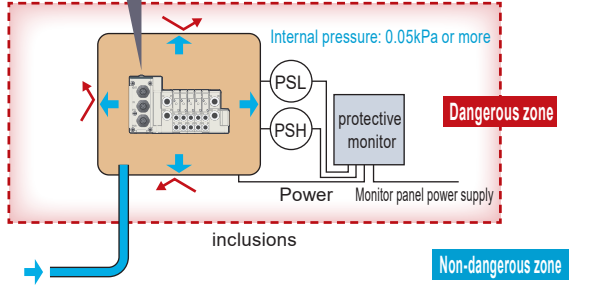 Internal pressure: 0.05kPa or more
PSL
PSH
protective
monitor
Dangerous zone
Power
Monitor panel power supply
inclusions
Non-dangerous zone